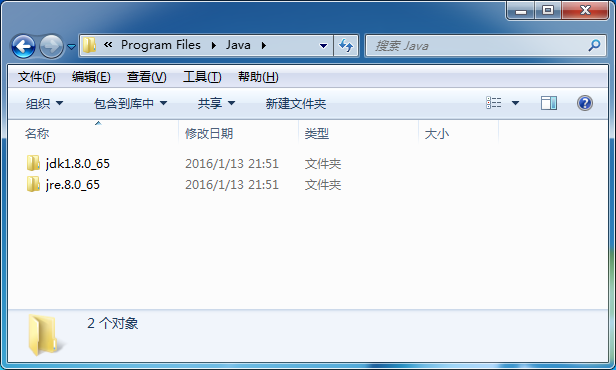 « Program Files ▸ Java ▸ 搜索 Java
文件(F) 编辑(E) 查看(V) 工具(T) 帮助(H)
组织 包含到库中 共享 新建文件夹
名称 修改日期 类型 大小
jdk1.8.0_65 2016/1/13 21:51 文件夹
jre.8.0_65 2016/1/13 21:51 文件夹
2 个对象